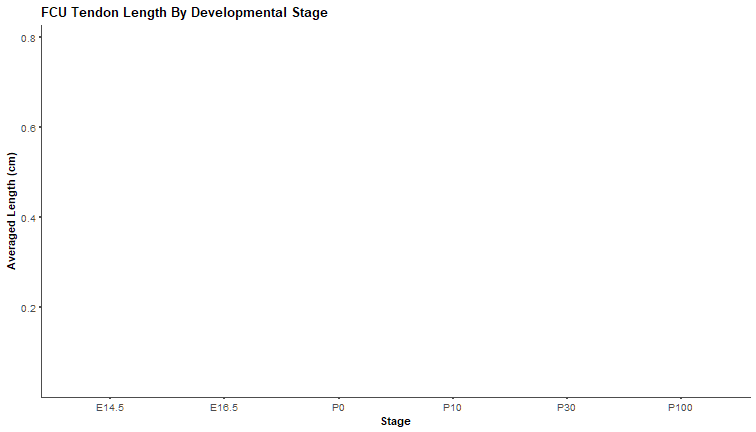 FCU Tendon Length By Developmental Stage
0.8
0.6
0.4
0.2
Averaged Length (cm)
E14.5 E16.5 P0 P10 P30 P100
Stage